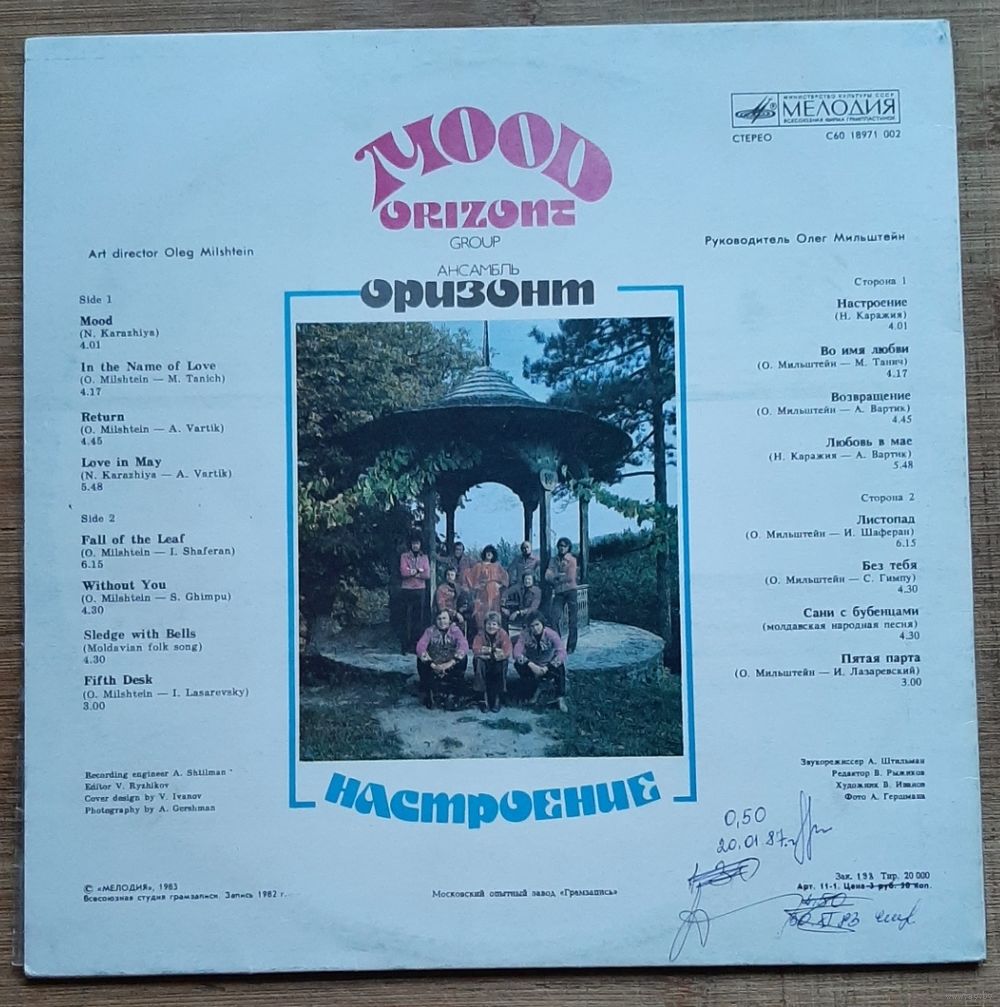 МИНИСТЕРСТВО КУЛЬТУРЫ СССР
МЕЛОДИЯ
ВСЕСОЮЗНАЯ ФИРМА ГРАМПЛАСТИНОК
СТЕРЕО
С60 18971 002
MOOD
ORIZONT
GROUP
АНСАМБЛЬ
ОРИЗОНТ
Art director Oleg Milshtein
Side 1
Mood
(N. Karazhiya)
4.01
In the Name of Love
(O. Milshtein — M. Tanich)
4.17
Return
(O. Milshtein — A. Vartik)
4.45
Love in May
(N. Karazhiya — A. Vartik)
5.48
Side 2
Fall of the Leaf
(O. Milshtein — I. Shaferan)
6.15
Without You
(O. Milshtein — S. Ghimpu)
4.30
Sledge with Bells
(Moldavian folk song)
4.30
Fifth Desk
(O. Milshtein — I. Lasarevsky)
3.00
Recording engineer A. Shtilman
Editor V. Ryzhikov
Cover design by V. Ivanov
Photography by A. Gershman
Руководитель Олег Мильштейн
Сторона 1
Настроение
(Н. Каражия)
4.01
Во имя любви
(О. Мильштейн — М. Танич)
4.17
Возвращение
(О. Мильштейн — А. Вартик)
4.45
Любовь в мае
(Н. Каражия — А. Вартик)
5.48
Сторона 2
Листопад
(О. Мильштейн — И. Шаферан)
6.15
Без тебя
(О. Мильштейн — С. Гимпу)
4.30
Сани с бубенцами
(молдавская народная песня)
4.30
Пятая парта
(О. Мильштейн — И. Лазаревский)
3.00
Звукорежиссер А. Штильман
Редактор В. Рыжиков
Художник В. Иванов
Фото А. Гершмана
НАСТРОЕНИЕ
0,50
20.01 87.
© «МЕЛОДИЯ», 1983
Всесоюзная студия грамзаписи. Запись 1982 г.
Московский опытный завод «Грамзапись»
Зак. 193 Тир. 20 000
Арт. 11-1. Цена 3 руб. 50 коп.